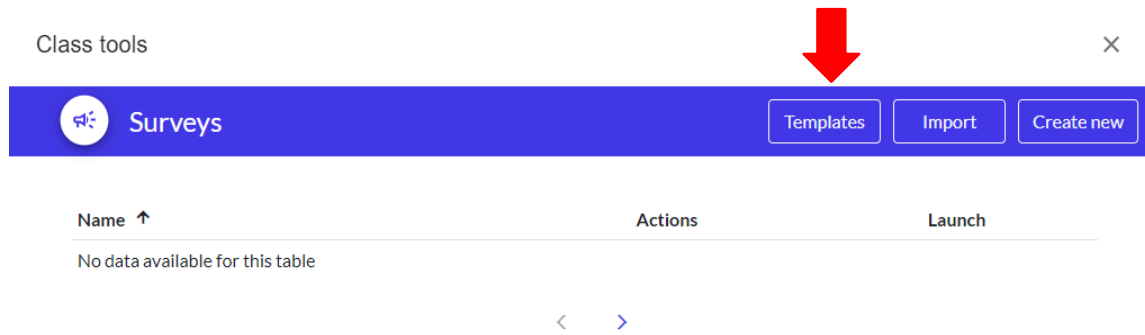 Class tools
Surveys
Templates
Import
Create new
Name
Actions
Launch
No data available for this table